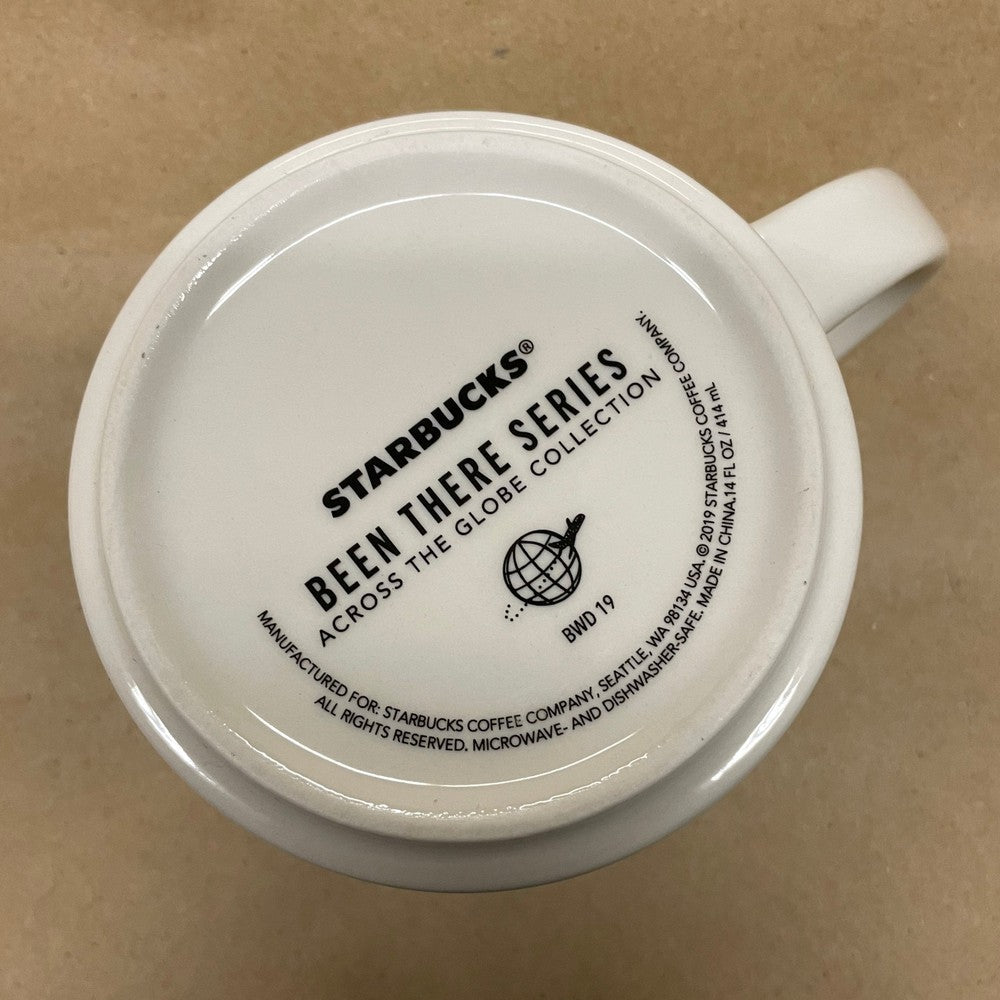 STARBUCKS®
BEEN THERE SERIES
ACROSS THE GLOBE COLLECTION
BWD 19
MANUFACTURED FOR: STARBUCKS COFFEE COMPANY, SEATTLE, WA 98134 USA. © 2019 STARBUCKS COFFEE COMPANY.
ALL RIGHTS RESERVED. MICROWAVE- AND DISHWASHER-SAFE. MADE IN CHINA.14 FL OZ / 414 mL